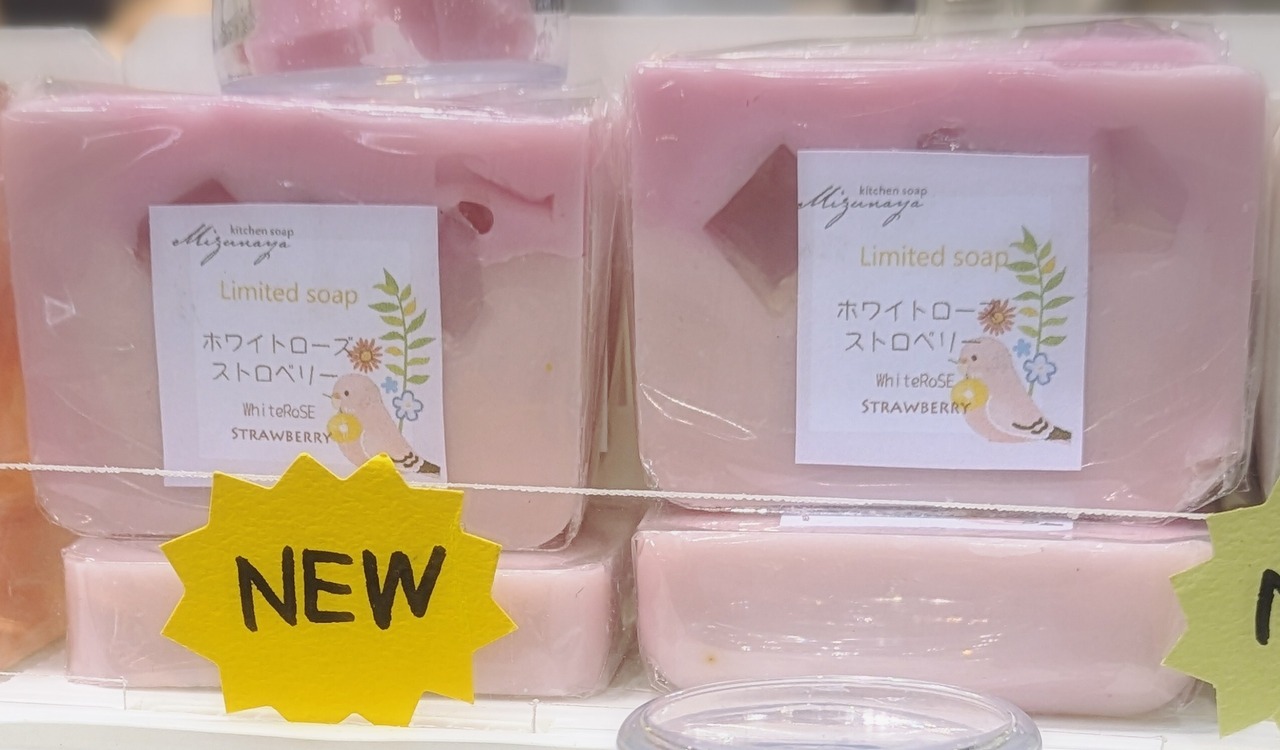 kitchen soap
Mizunaya
Limited soap
ホワイトローズ
ストロベリー
WhiteRoSE
STRAWBERRY
NEW
kitchen soap
Mizunaya
Limited soap
ホワイトローズ
ストロベリー
WhiteRoSE
STRAWBERRY